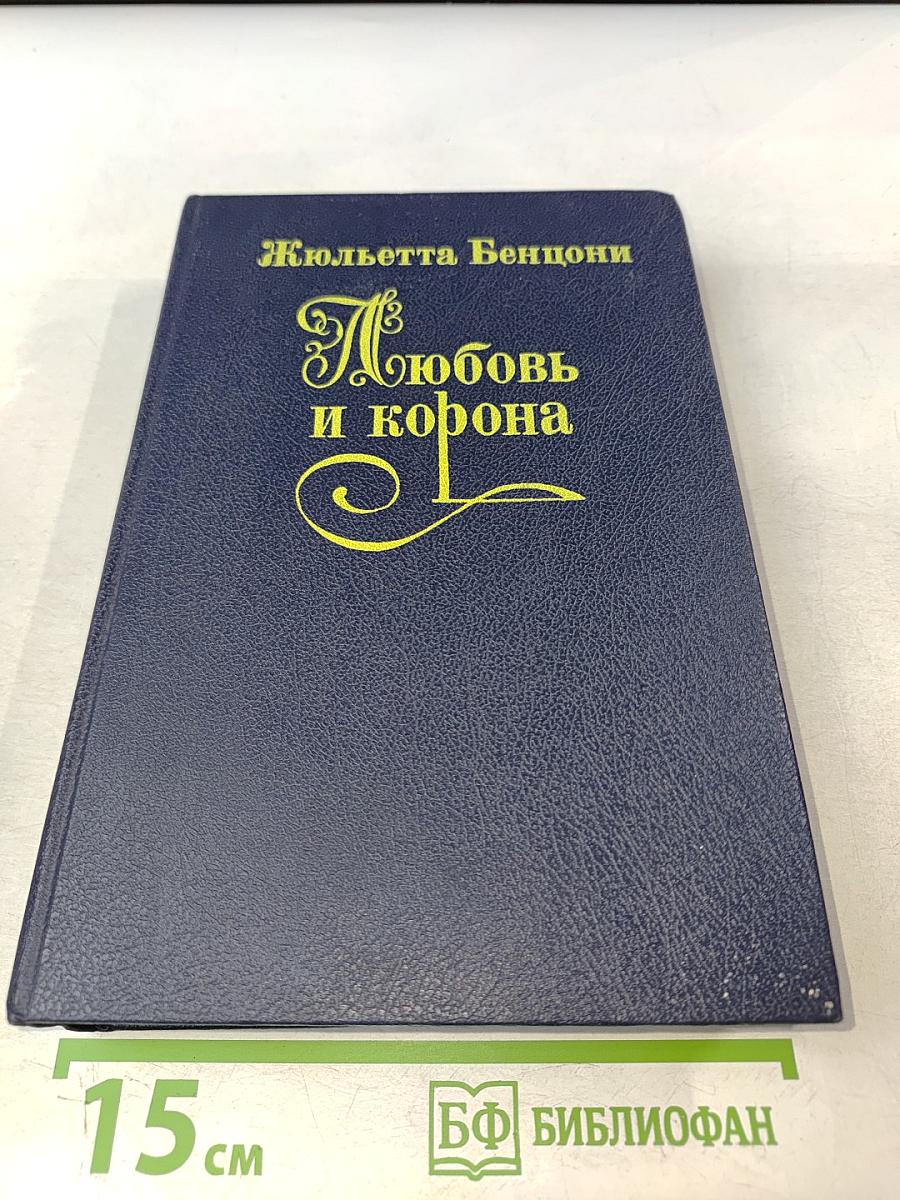 Жюльетта Бенцони
Любовь
и корона
15 см
БФ БИБЛИОФАН